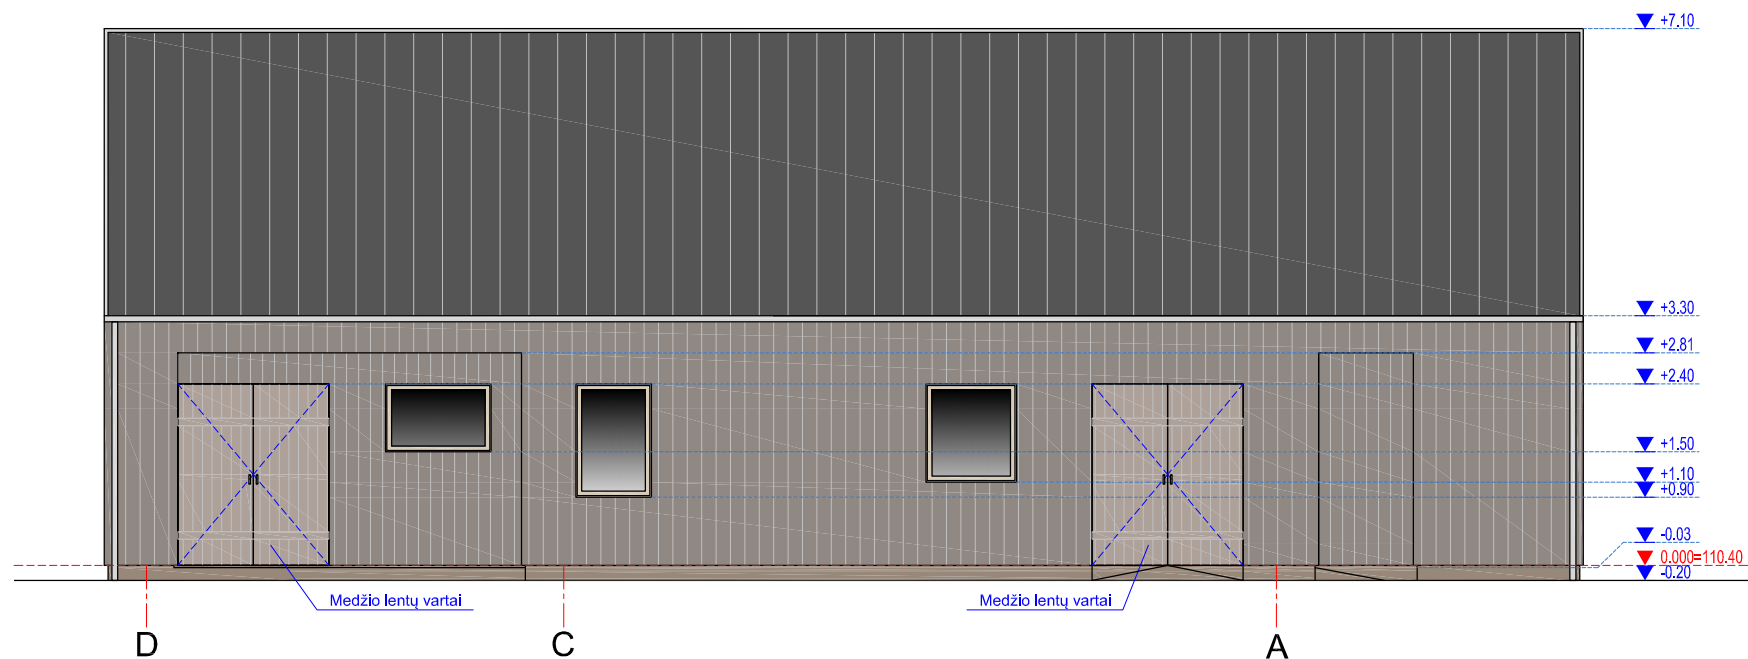 +7.10
+3.30
+2.81
+2.40
+1.50
+1.10
+0.90
-0.03
0.000=110.40
-0.20
Medžio lentų vartai
Medžio lentų vartai
D
C
A